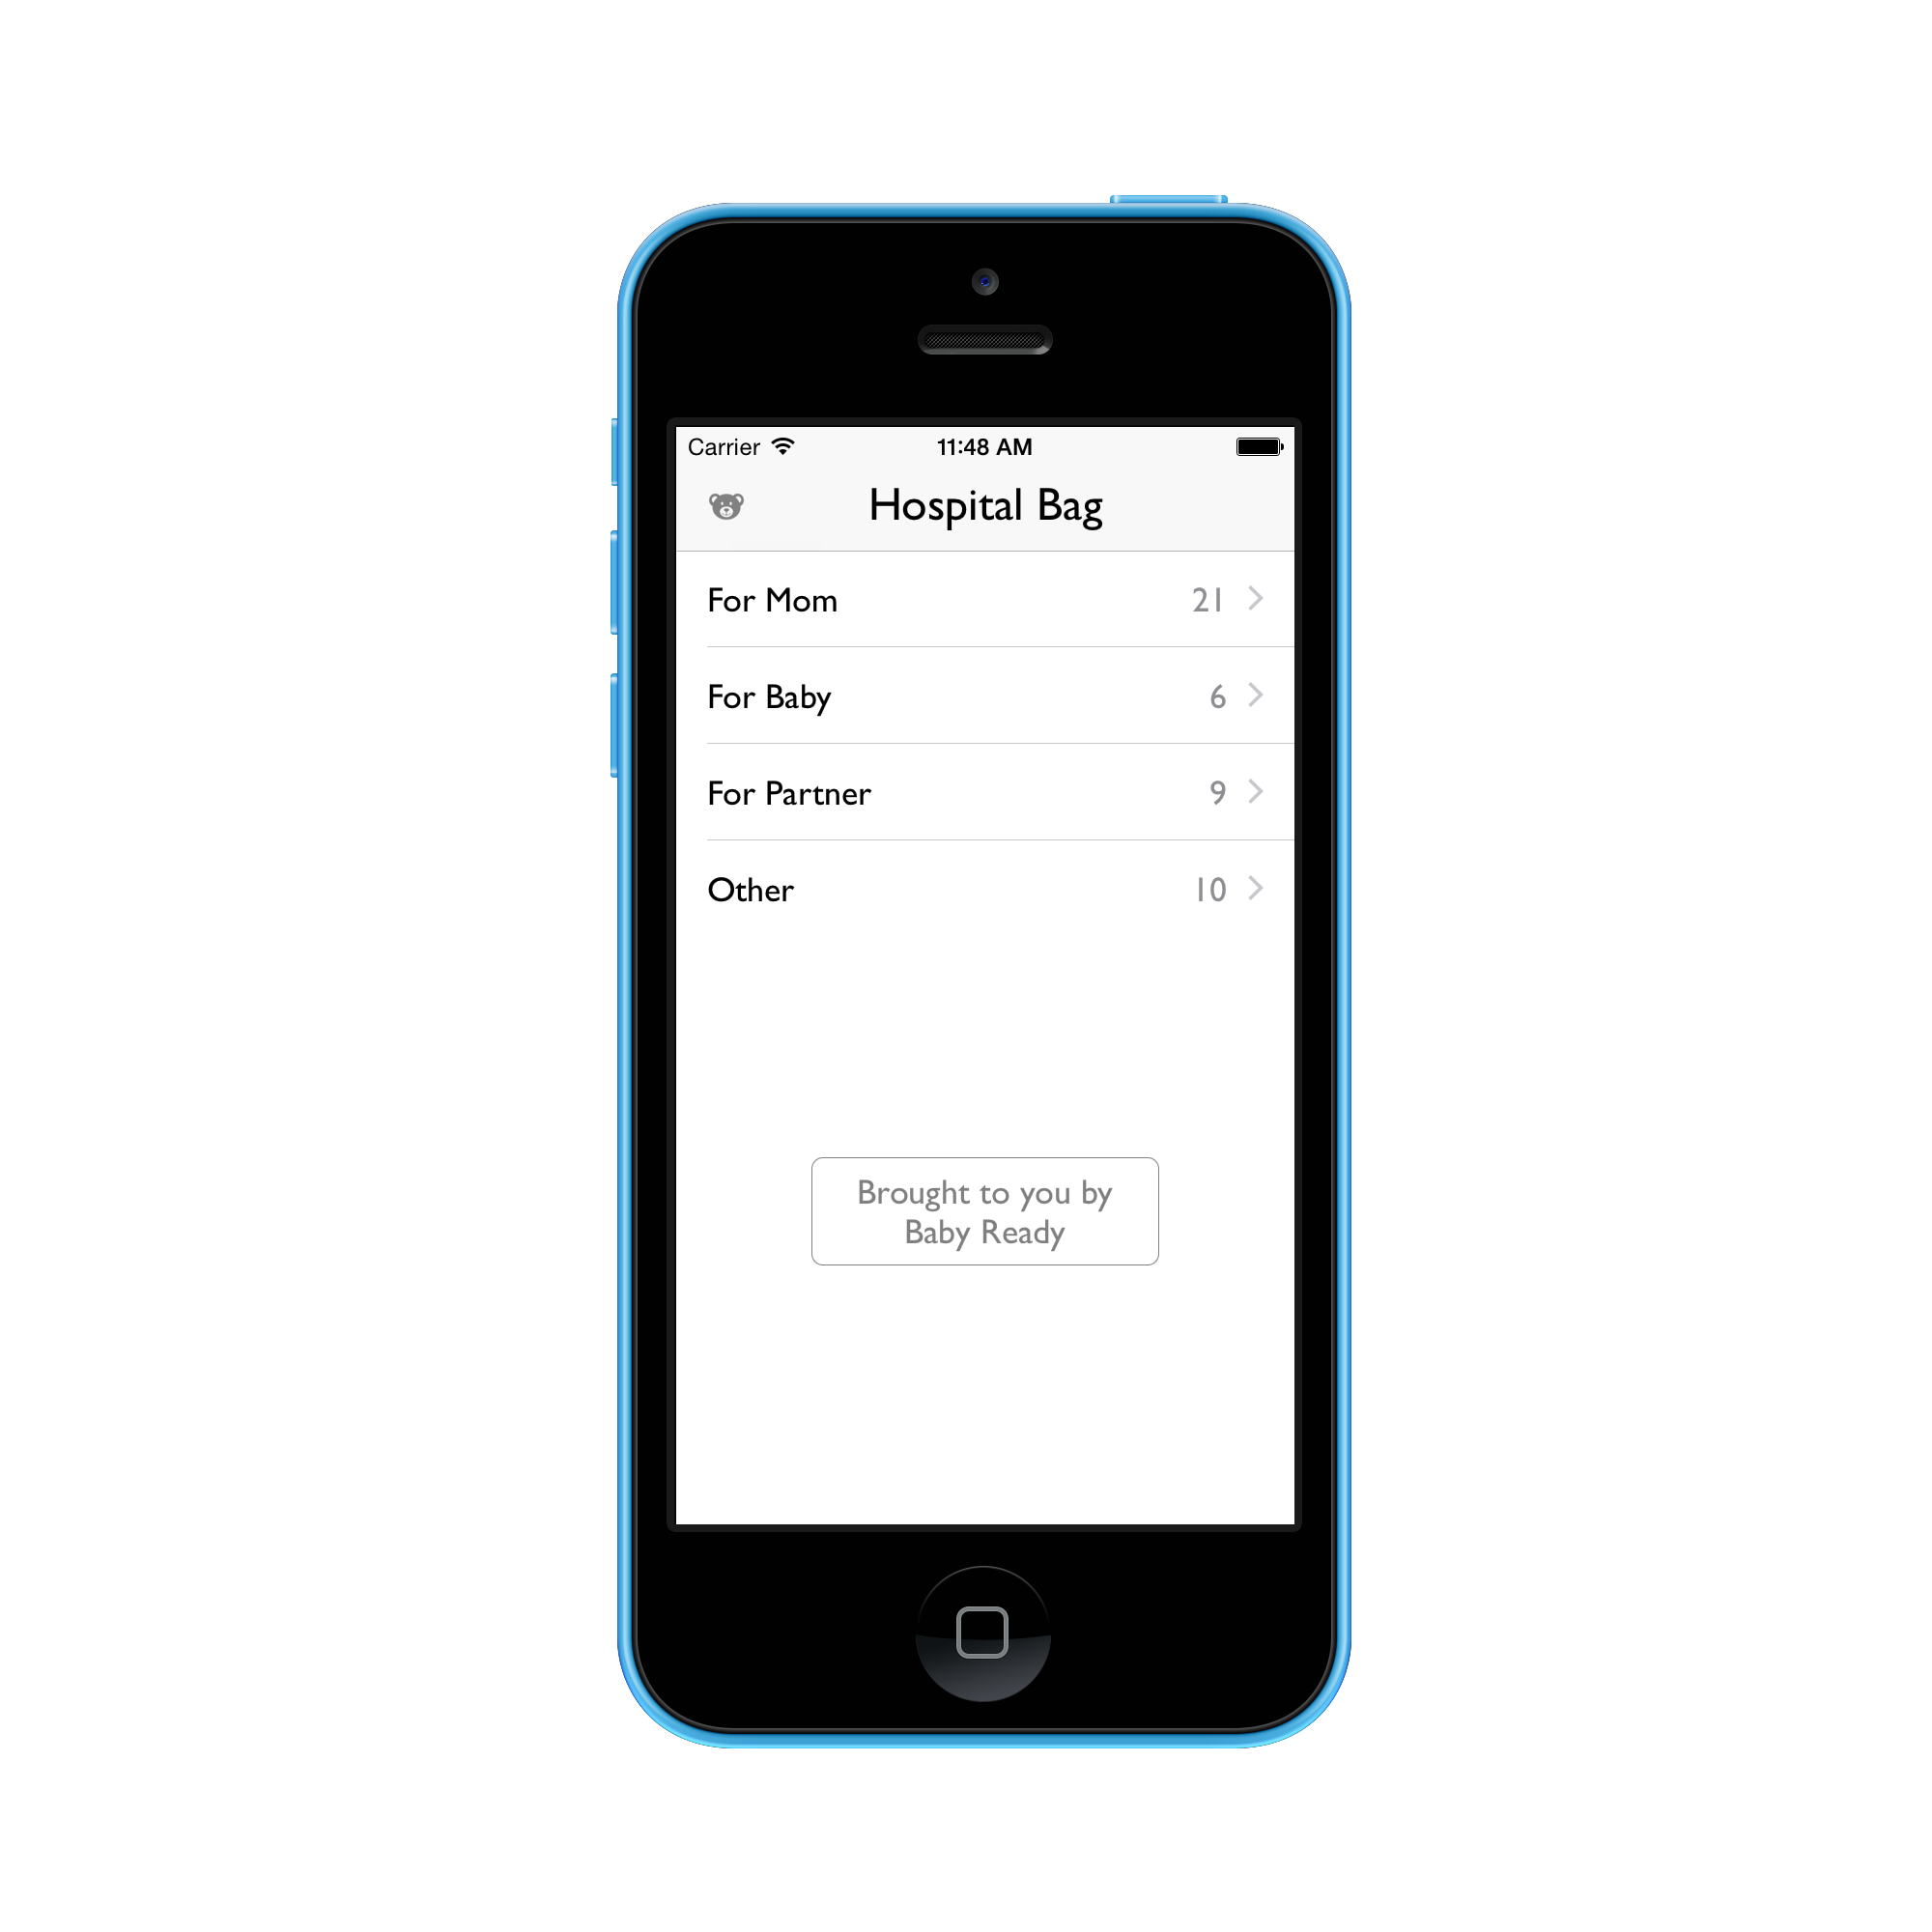 Carrier 11:48 AM
Hospital Bag
For Mom 21
For Baby 6
For Partner 9
Other 10
Brought to you by
Baby Ready